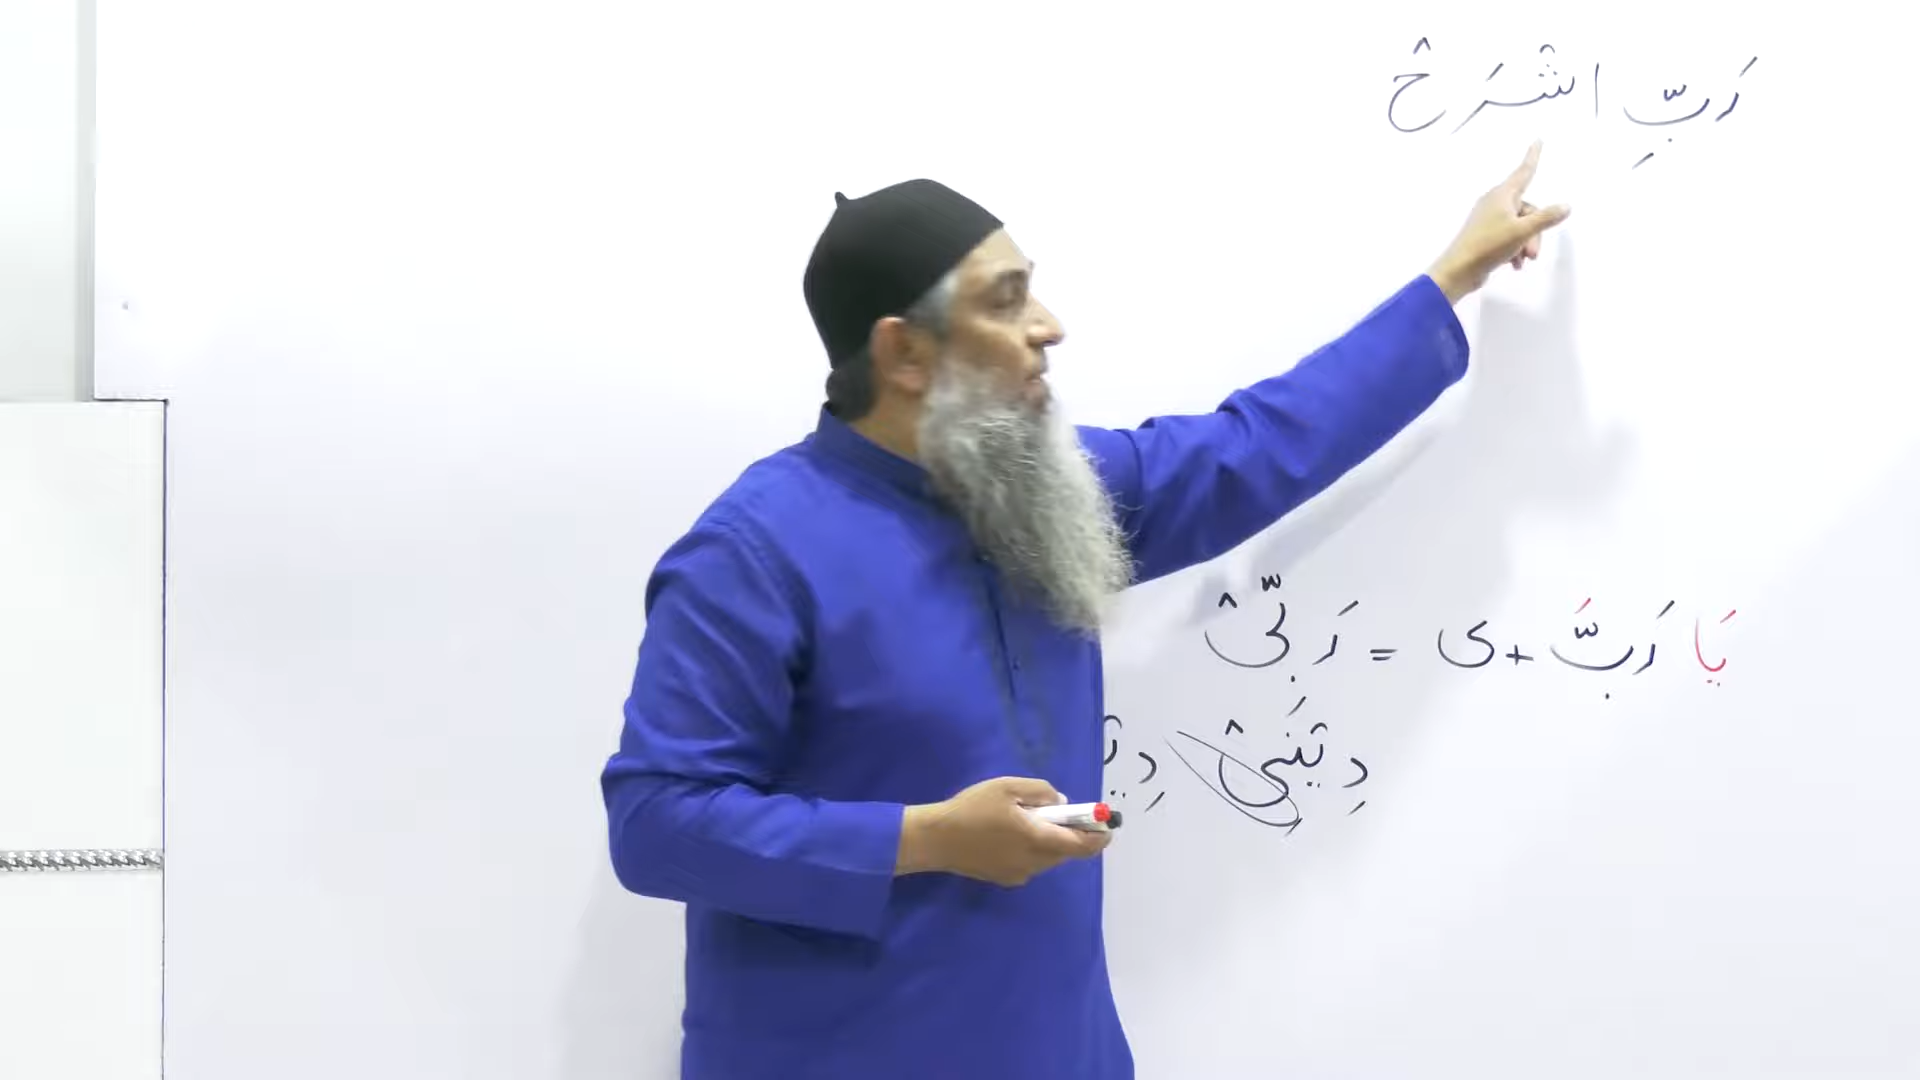 رَبِّ اشْرَحْ
يَا رَبَّ + ى = رَبِّىْ
دِيْنِىْ دِيْ